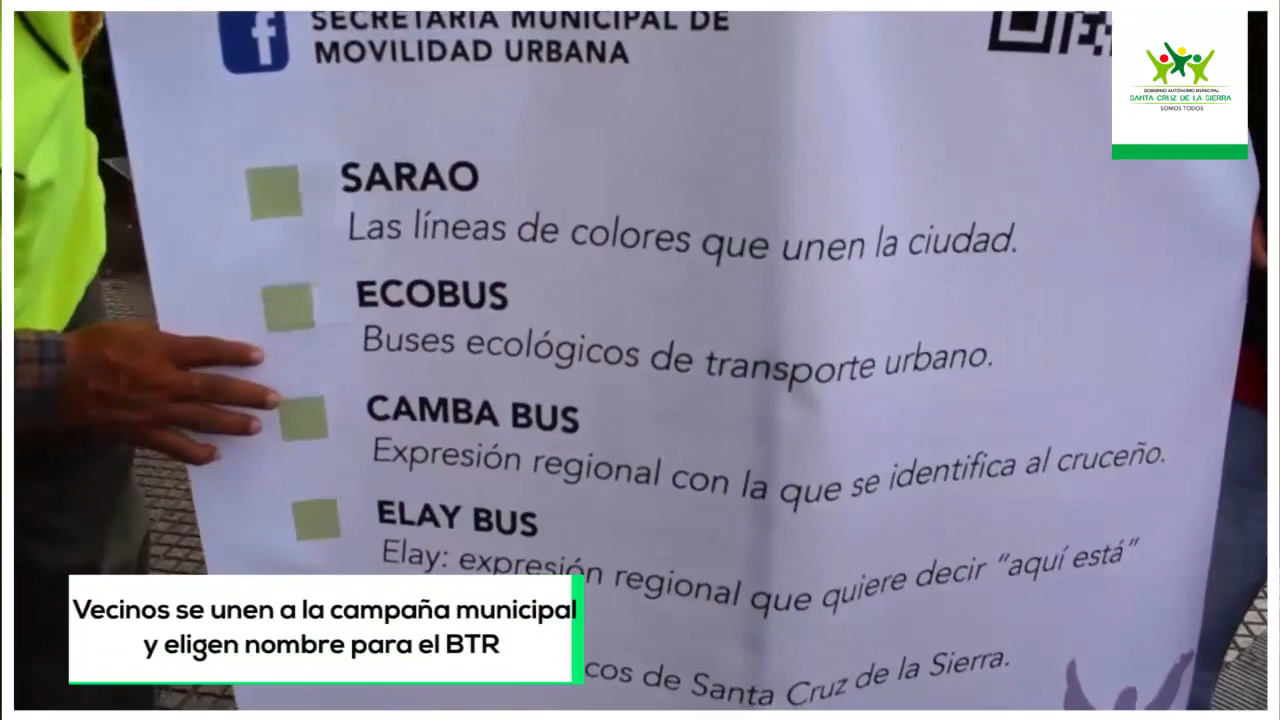 f
SECRETARIA MUNICIPAL DE
MOVILIDAD URBANA
GOBIERNO AUTÓNOMO MUNICIPAL
SANTA CRUZ DE LA SIERRA
SOMOS TODOS
SARAO
Las líneas de colores que unen la ciudad.
ECOBUS
Buses ecológicos de transporte urbano.
CAMBA BUS
Expresión regional con la que se identifica al cruceño.
ELAY BUS
Elay: expresión regional que quiere decir "aquí está"
cos de Santa Cruz de la Sierra.
Vecinos se unen a la campaña municipal
y eligen nombre para el BTR